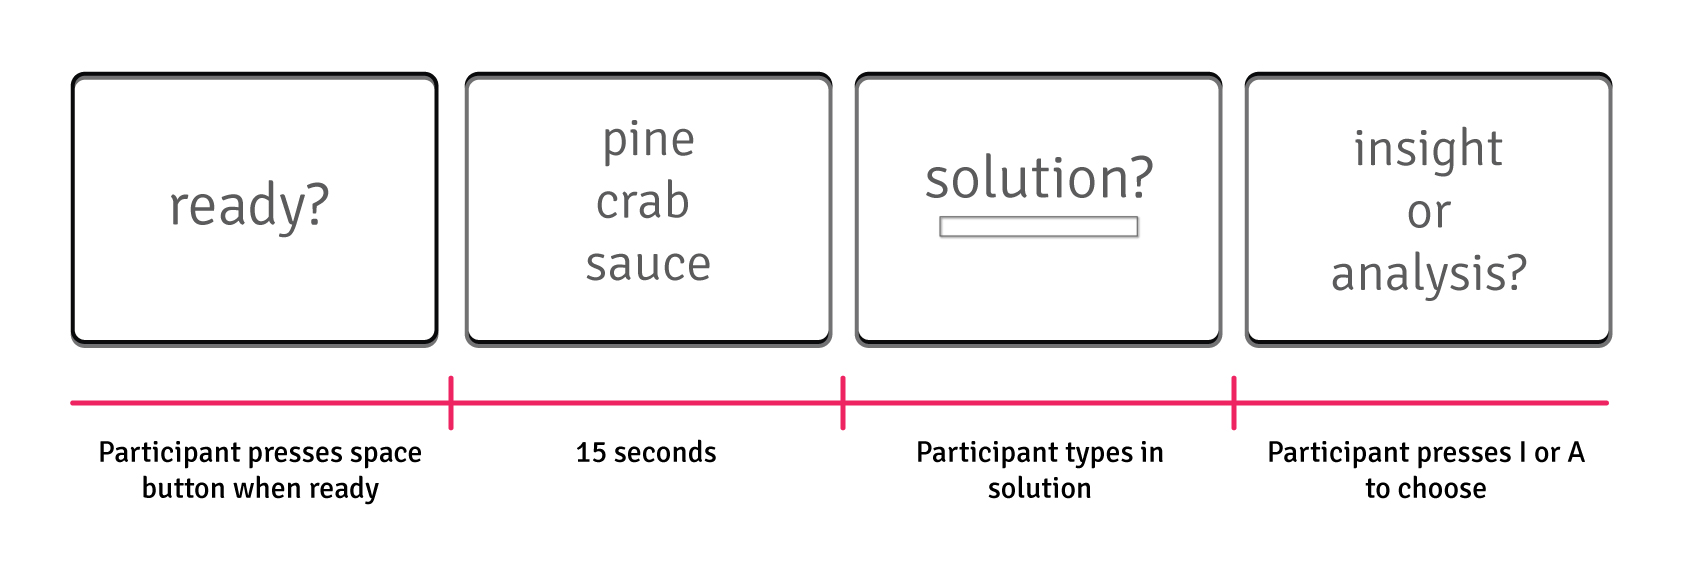 ready?
pine
crab
sauce
solution?
insight
or
analysis?
Participant presses space
button when ready
15 seconds
Participant types in
solution
Participant presses I or A
to choose